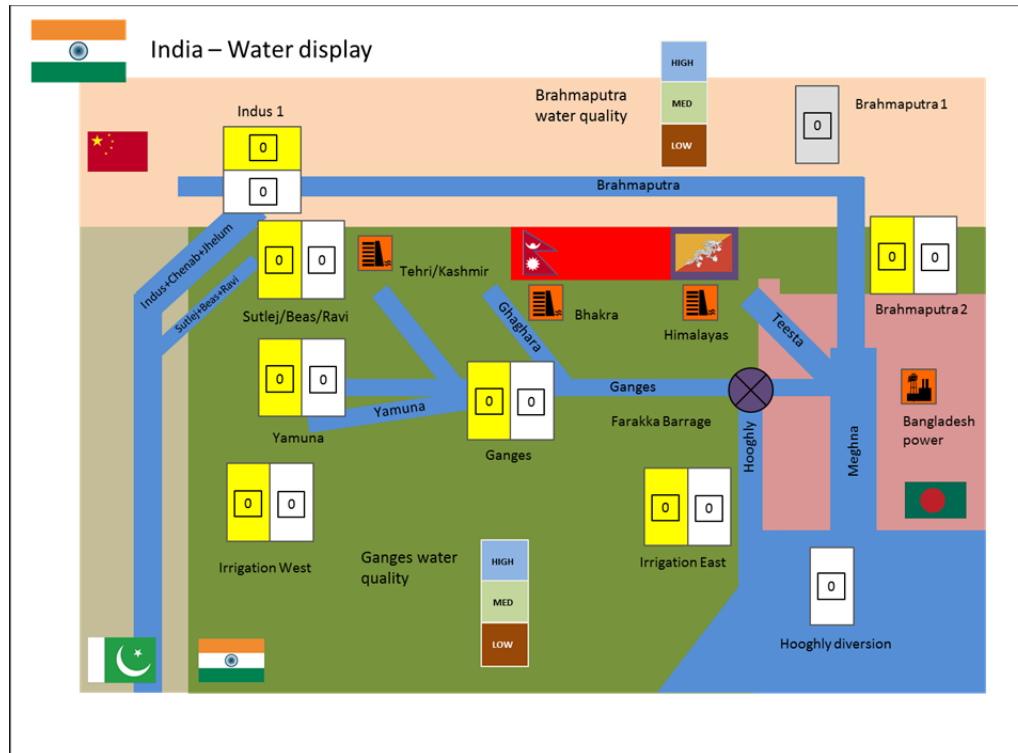 India – Water display
HIGH
MED
LOW
Brahmaputra
water quality
Brahmaputra 1
0
Indus 1
0
0
Brahmaputra
Indus+Chenab+Jhelum
Sutlej+Beas+Ravi
0 0
Sutlej/Beas/Ravi
Tehri/Kashmir
Ghaghara
Bhakra
Himalayas
Teesta
0 0
Brahmaputra 2
0 0
Yamuna
Yamuna
0 0
Ganges
Ganges
Farakka Barrage
Hooghly
Meghna
Bangladesh
power
0 0
Irrigation West
Ganges water
quality
HIGH
MED
LOW
0 0
Irrigation East
0
Hooghly diversion